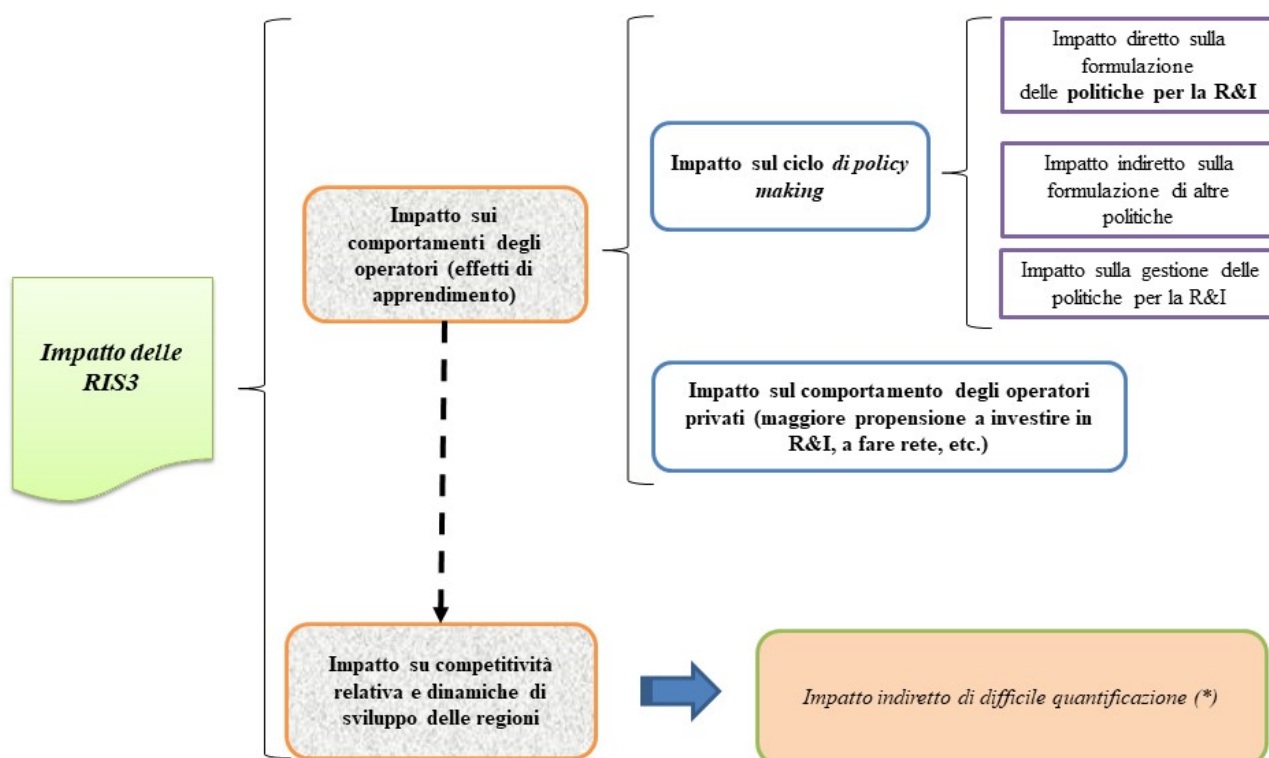 Impatto delle
RIS3
Impatto sui
comportamenti degli
operatori (effetti di
apprendimento)
Impatto sul ciclo di policy
making
Impatto diretto sulla
formulazione
delle politiche per la R&I
Impatto indiretto sulla
formulazione di altre
politiche
Impatto sulla gestione delle
politiche per la R&I
Impatto sul comportamento degli operatori
privati (maggiore propensione a investire in
R&I, a fare rete, etc.)
Impatto su competitività
relativa e dinamiche di
sviluppo delle regioni
Impatto indiretto di difficile quantificazione (*)